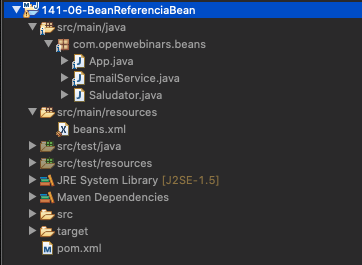 141-06-BeanReferenciaBean
src/main/java
com.openwebinars.beans
App.java
EmailService.java
Saludator.java
src/main/resources
beans.xml
src/test/java
src/test/resources
JRE System Library [J2SE-1.5]
Maven Dependencies
src
target
pom.xml